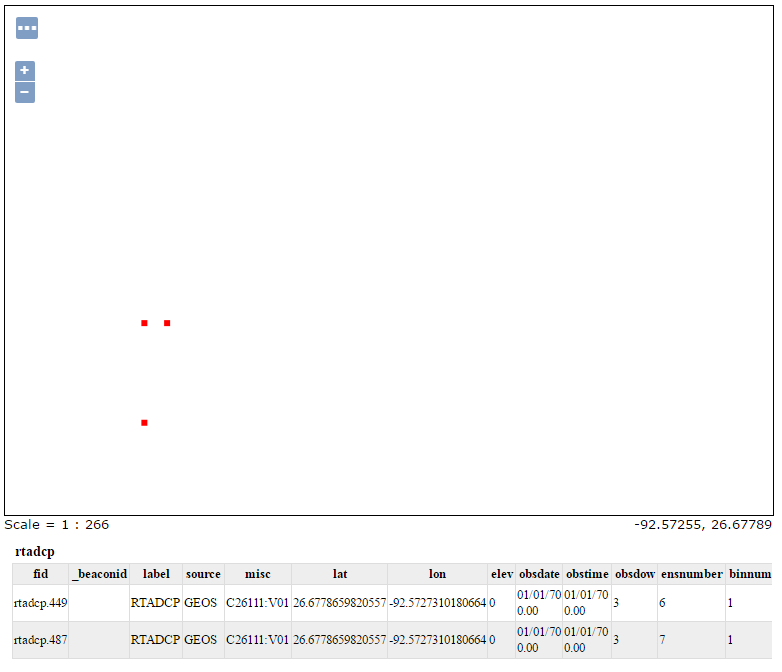 Scale = 1 : 266
-92.57255, 26.67789
rtadcp
fid _beaconid label source misc lat lon elev obsdate obstime obsdow ensnumber binnum
rtadcp.449 RTADCP GEOS C26111:V01 26.6778659820557 -92.5727310180664 0 01/01/70 0.00 01/01/70 0.00 3 6 1
rtadcp.487 RTADCP GEOS C26111:V01 26.6778659820557 -92.5727310180664 0 01/01/70 0.00 01/01/70 0.00 3 7 1